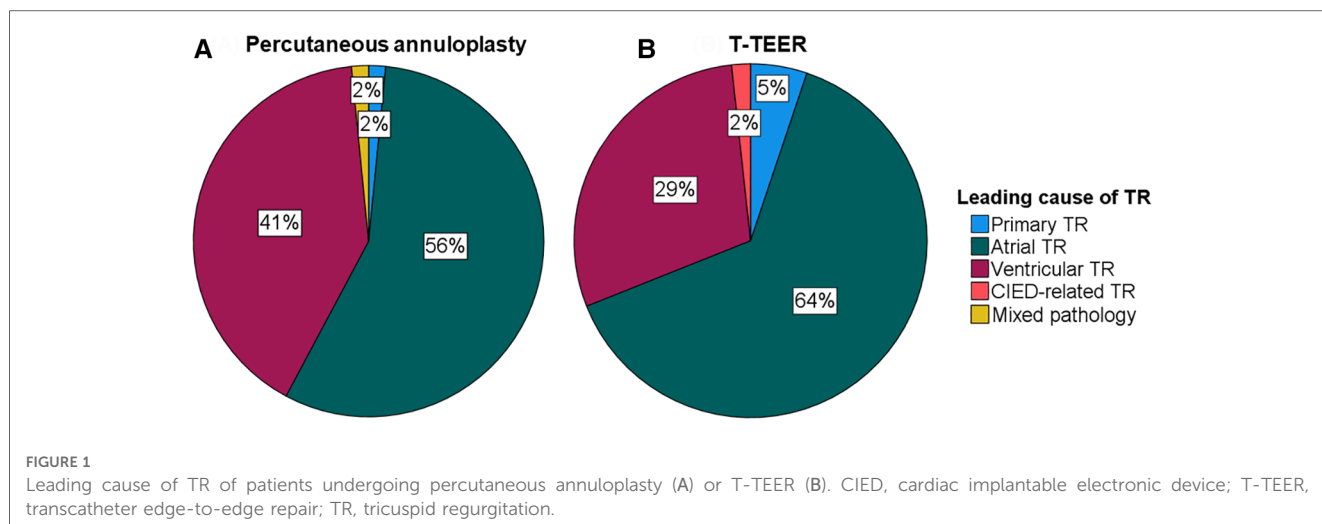 A Percutaneous annuloplasty
2%
2%
41%
56%
B T-TEER
5%
2%
29%
64%
Leading cause of TR
Primary TR
Atrial TR
Ventricular TR
CIED-related TR
Mixed pathology
FIGURE 1
Leading cause of TR of patients undergoing percutaneous annuloplasty (A) or T-TEER (B). CIED, cardiac implantable electronic device; T-TEER,
transcatheter edge-to-edge repair; TR, tricuspid regurgitation.